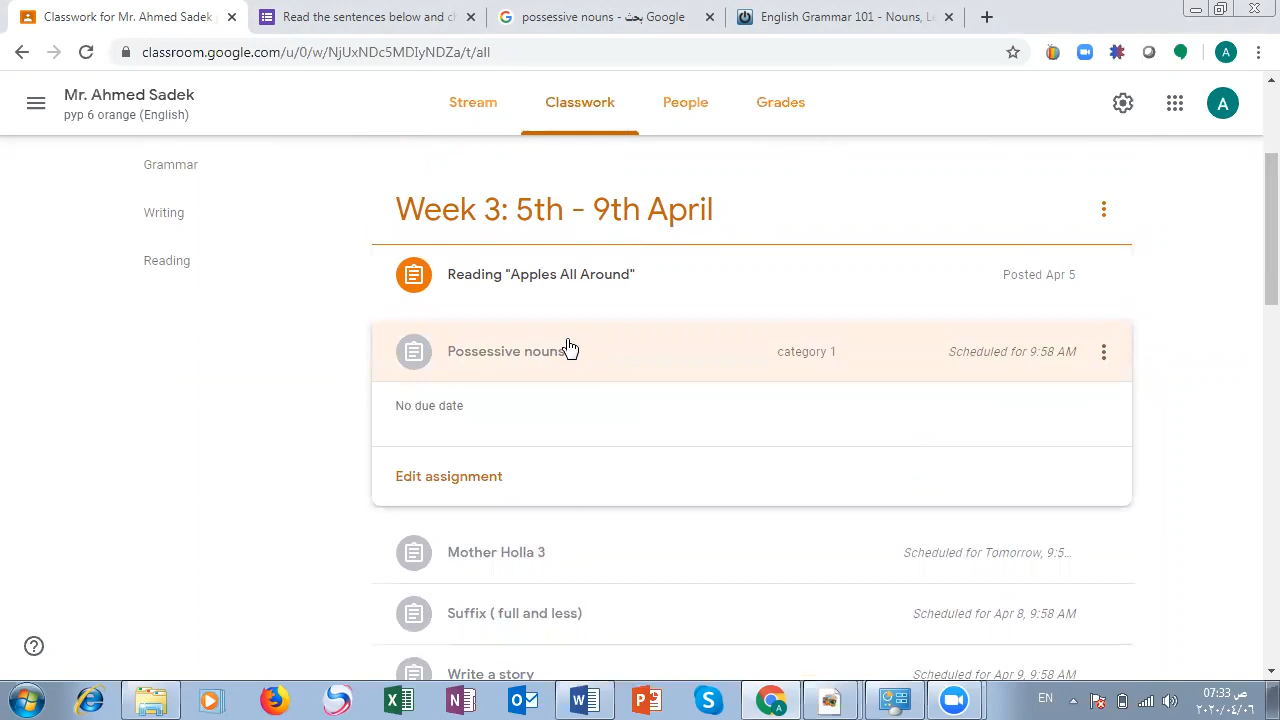 Classwork for Mr. Ahmed Sadek
Read the sentences below and
possessive nouns - بحث Google
English Grammar 101 - Nouns, L
classroom.google.com/u/0/w/NjUxNDc5MDIyNDZa/t/all
A
Mr. Ahmed Sadek
pyp 6 orange (English)
Stream
Classwork
People
Grades
A
Grammar
Writing
Reading
Week 3: 5th - 9th April
Reading "Apples All Around"
Posted Apr 5
Possessive nouns
category 1
Scheduled for 9:58 AM
No due date
Edit assignment
Mother Holla 3
Scheduled for Tomorrow, 9:5...
Suffix ( full and less)
Scheduled for Apr 8, 9:58 AM
Write a story
Scheduled for Apr 9, 9:58 AM
EN
07:33 ص
٢٠٢٠/٠٤/٠٦